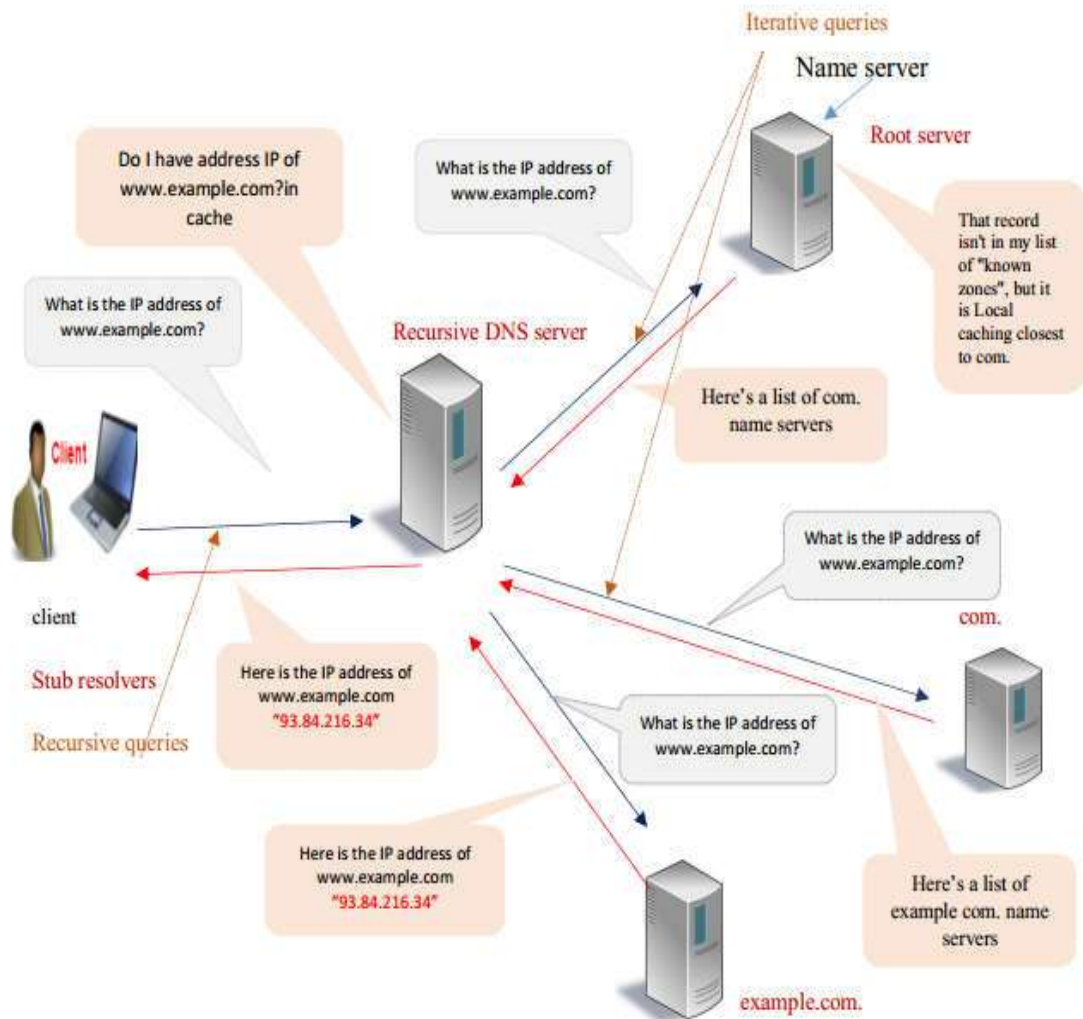 Iterative queries
Name server
Root server
Do I have address IP of
www.example.com?in
cache
What is the IP address of
www.example.com?
That record
isn't in my list
of "known
zones", but it
is Local
caching closest
to com.
What is the IP address of
www.example.com?
Recursive DNS server
Here's a list of com.
name servers
Client
What is the IP address of
www.example.com?
com.
client
Stub resolvers
Recursive queries
Here is the IP address of
www.example.com
"93.84.216.34"
What is the IP address of
www.example.com?
Here is the IP address of
www.example.com
"93.84.216.34"
Here's a list of
example com. name
servers
example.com.